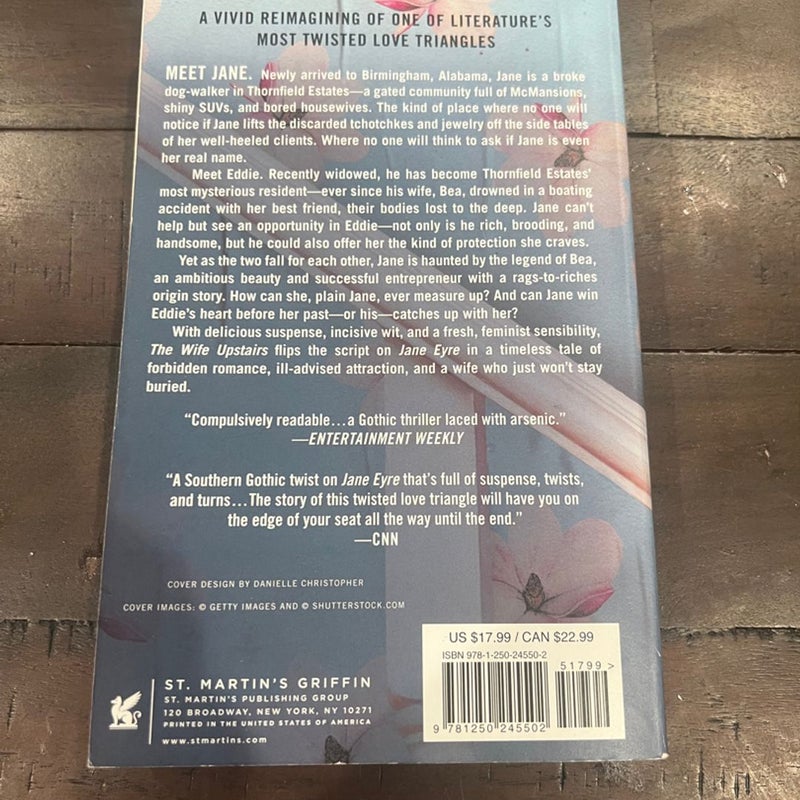 A VIVID REIMAGINING OF ONE OF LITERATURE'S
MOST TWISTED LOVE TRIANGLES
MEET JANE. Newly arrived to Birmingham, Alabama, Jane is a broke
dog-walker in Thornfield Estates—a gated community full of McMansions,
shiny SUVs, and bored housewives. The kind of place where no one will
notice if Jane lifts the discarded tchotchkes and jewelry off the side tables
of her well-heeled clients. Where no one will think to ask if Jane is even
her real name.
Meet Eddie. Recently widowed, he has become Thornfield Estates'
most mysterious resident—ever since his wife, Bea, drowned in a boating
accident with her best friend, their bodies lost to the deep. Jane can't
help but see an opportunity in Eddie—not only is he rich, brooding, and
handsome, but he could also offer her the kind of protection she craves.
Yet as the two fall for each other, Jane is haunted by the legend of Bea,
an ambitious beauty and successful entrepreneur with a rags-to-riches
origin story. How can she, plain Jane, ever measure up? And can Jane win
Eddie's heart before her past—or his—catches up with her?
With delicious suspense, incisive wit, and a fresh, feminist sensibility,
The Wife Upstairs flips the script on Jane Eyre in a timeless tale of
forbidden romance, ill-advised attraction, and a wife who just won't stay
buried.
“Compulsively readable...a Gothic thriller laced with arsenic.”
—ENTERTAINMENT WEEKLY
“A Southern Gothic twist on Jane Eyre that's full of suspense, twists,
and turns...The story of this twisted love triangle will have you on
the edge of your seat all the way until the end.”
—CNN
COVER DESIGN BY DANIELLE CHRISTOPHER
COVER IMAGES: © GETTY IMAGES AND © SHUTTERSTOCK.COM
US $17.99 / CAN $22.99
ISBN 978-1-250-24550-2
51799 >
9 781250 245502
ST. MARTIN'S GRIFFIN
ST. MARTIN'S PUBLISHING GROUP
120 BROADWAY, NEW YORK, NY 10271
PRINTED IN THE UNITED STATES OF AMERICA
www.stmartins.com